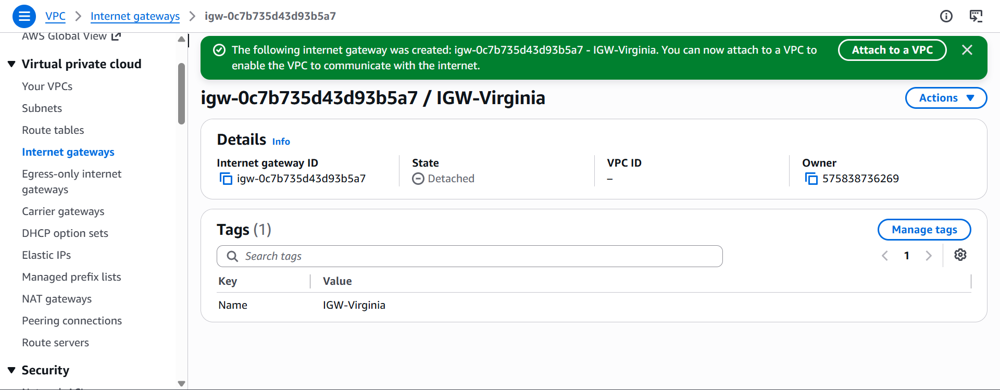 VPC > Internet gateways > igw-0c7b735d43d93b5a7
AWS Global View
Virtual private cloud
Your VPCs
Subnets
Route tables
Internet gateways
Egress-only internet
gateways
Carrier gateways
DHCP option sets
Elastic IPs
Managed prefix lists
NAT gateways
Peering connections
Route servers
Security
The following internet gateway was created: igw-0c7b735d43d93b5a7 - IGW-Virginia. You can now attach to a VPC to
enable the VPC to communicate with the internet.
Attach to a VPC
igw-0c7b735d43d93b5a7 / IGW-Virginia
Actions
Details Info
Internet gateway ID
igw-0c7b735d43d93b5a7
State
Detached
VPC ID
–
Owner
575838736269
Tags (1)
Manage tags
Search tags
1
Key Value
Name IGW-Virginia